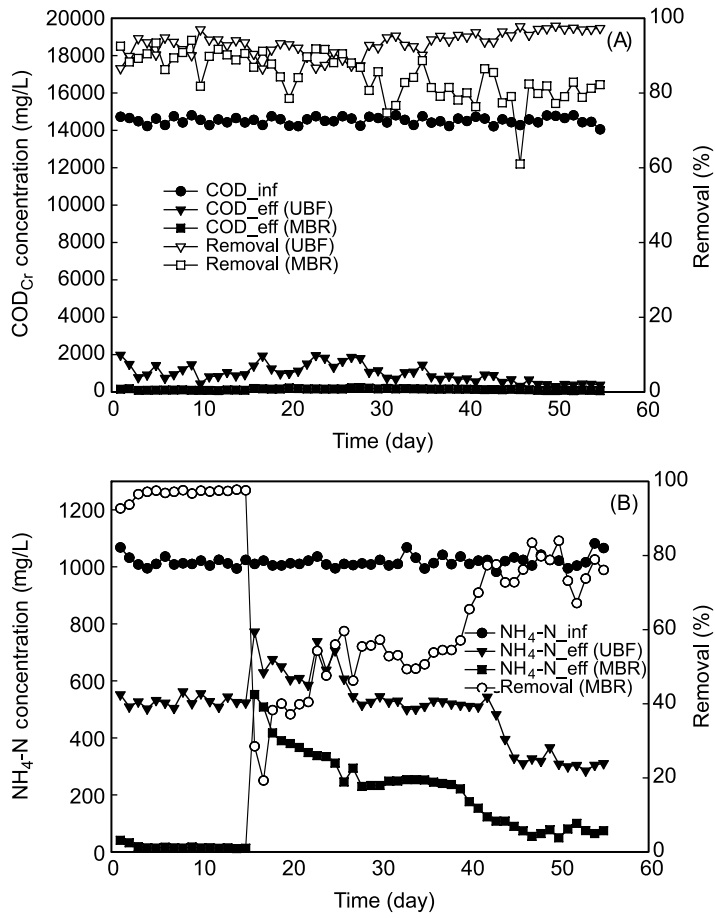 20000
18000
16000
14000
12000
10000
8000
6000
4000
2000
0
COD_Cr concentration (mg/L)
(A)
COD_inf
COD_eff (UBF)
COD_eff (MBR)
Removal (UBF)
Removal (MBR)
100
80
60
40
20
0
Removal (%)
0 10 20 30 40 50 60
Time (day)
1200
1000
800
600
400
200
0
NH4-N concentration (mg/L)
(B)
NH4-N_inf
NH4-N_eff (UBF)
NH4-N_eff (MBR)
Removal (MBR)
100
80
60
40
20
0
Removal (%)
0 10 20 30 40 50 60
Time (day)